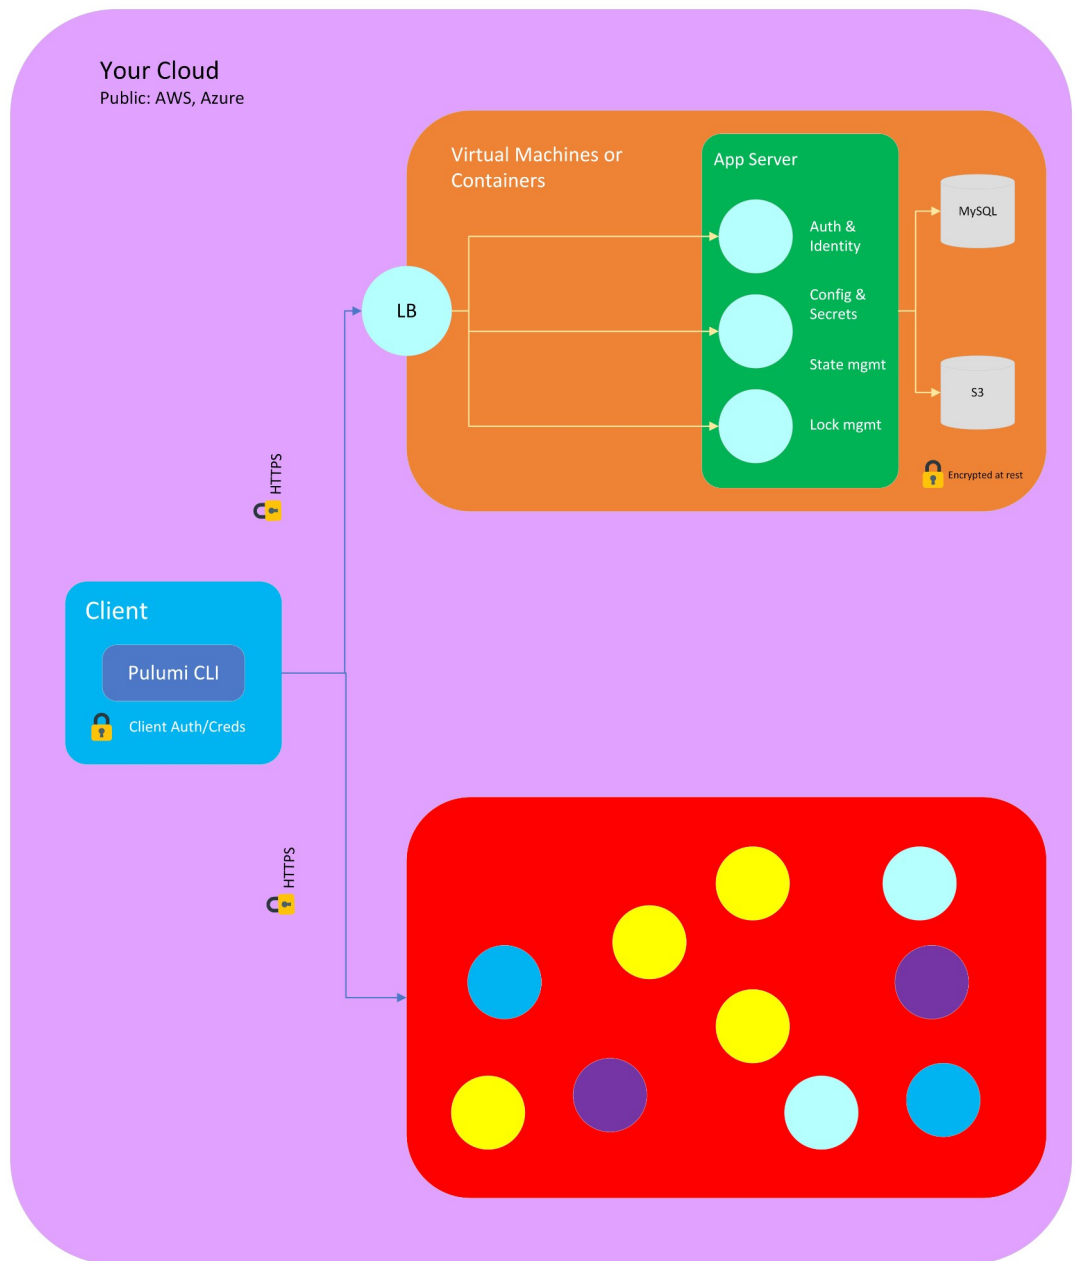 Your Cloud
Public: AWS, Azure
Virtual Machines or
Containers
App Server
Auth &
Identity
Config &
Secrets
State mgmt
Lock mgmt
MySQL
S3
Encrypted at rest
LB
HTTPS
Client
Pulumi CLI
Client Auth/Creds
HTTPS